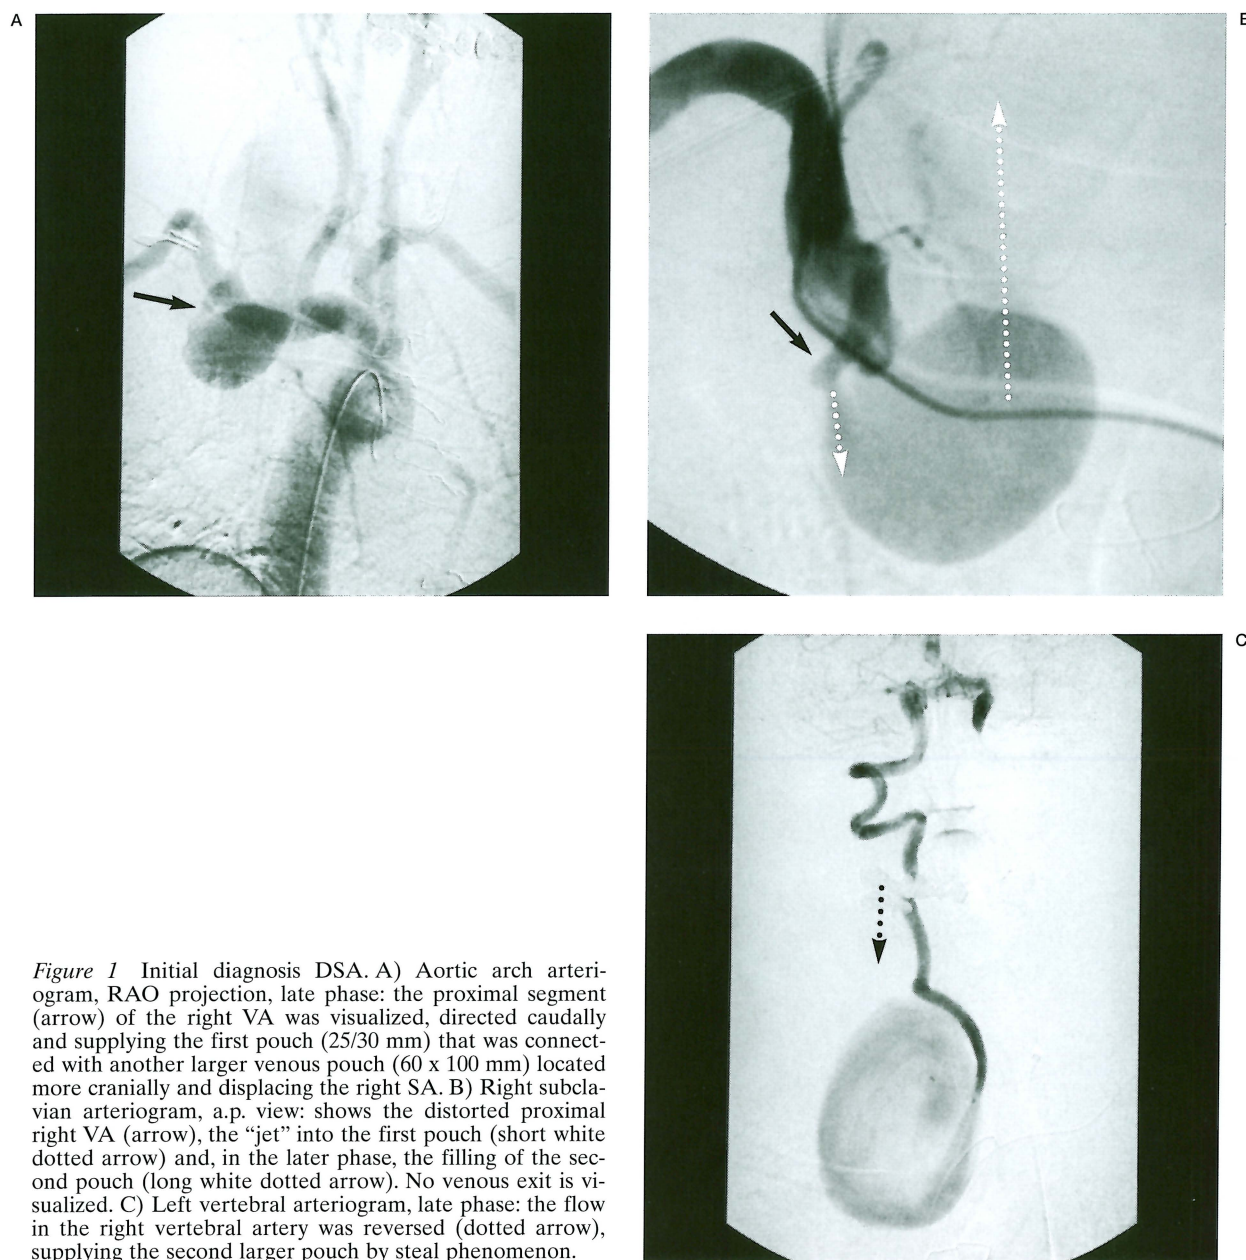 A
B
C
Figure 1 Initial diagnosis DSA. A) Aortic arch arteri-
ogram, RAO projection, late phase: the proximal segment
(arrow) of the right VA was visualized, directed caudally
and supplying the first pouch (25/30 mm) that was connect-
ed with another larger venous pouch (60 x 100 mm) located
more cranially and displacing the right SA. B) Right subcla-
vian arteriogram, a.p. view: shows the distorted proximal
right VA (arrow), the “jet” into the first pouch (short white
dotted arrow) and, in the later phase, the filling of the sec-
ond pouch (long white dotted arrow). No venous exit is vi-
sualized. C) Left vertebral arteriogram, late phase: the flow
in the right vertebral artery was reversed (dotted arrow),
supplying the second larger pouch by steal phenomenon.